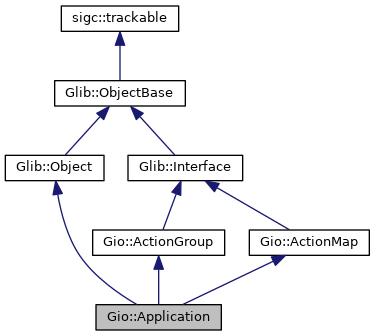 sigc::trackable
Glib::ObjectBase
Glib::Object
Glib::Interface
Gio::ActionGroup
Gio::ActionMap
Gio::Application